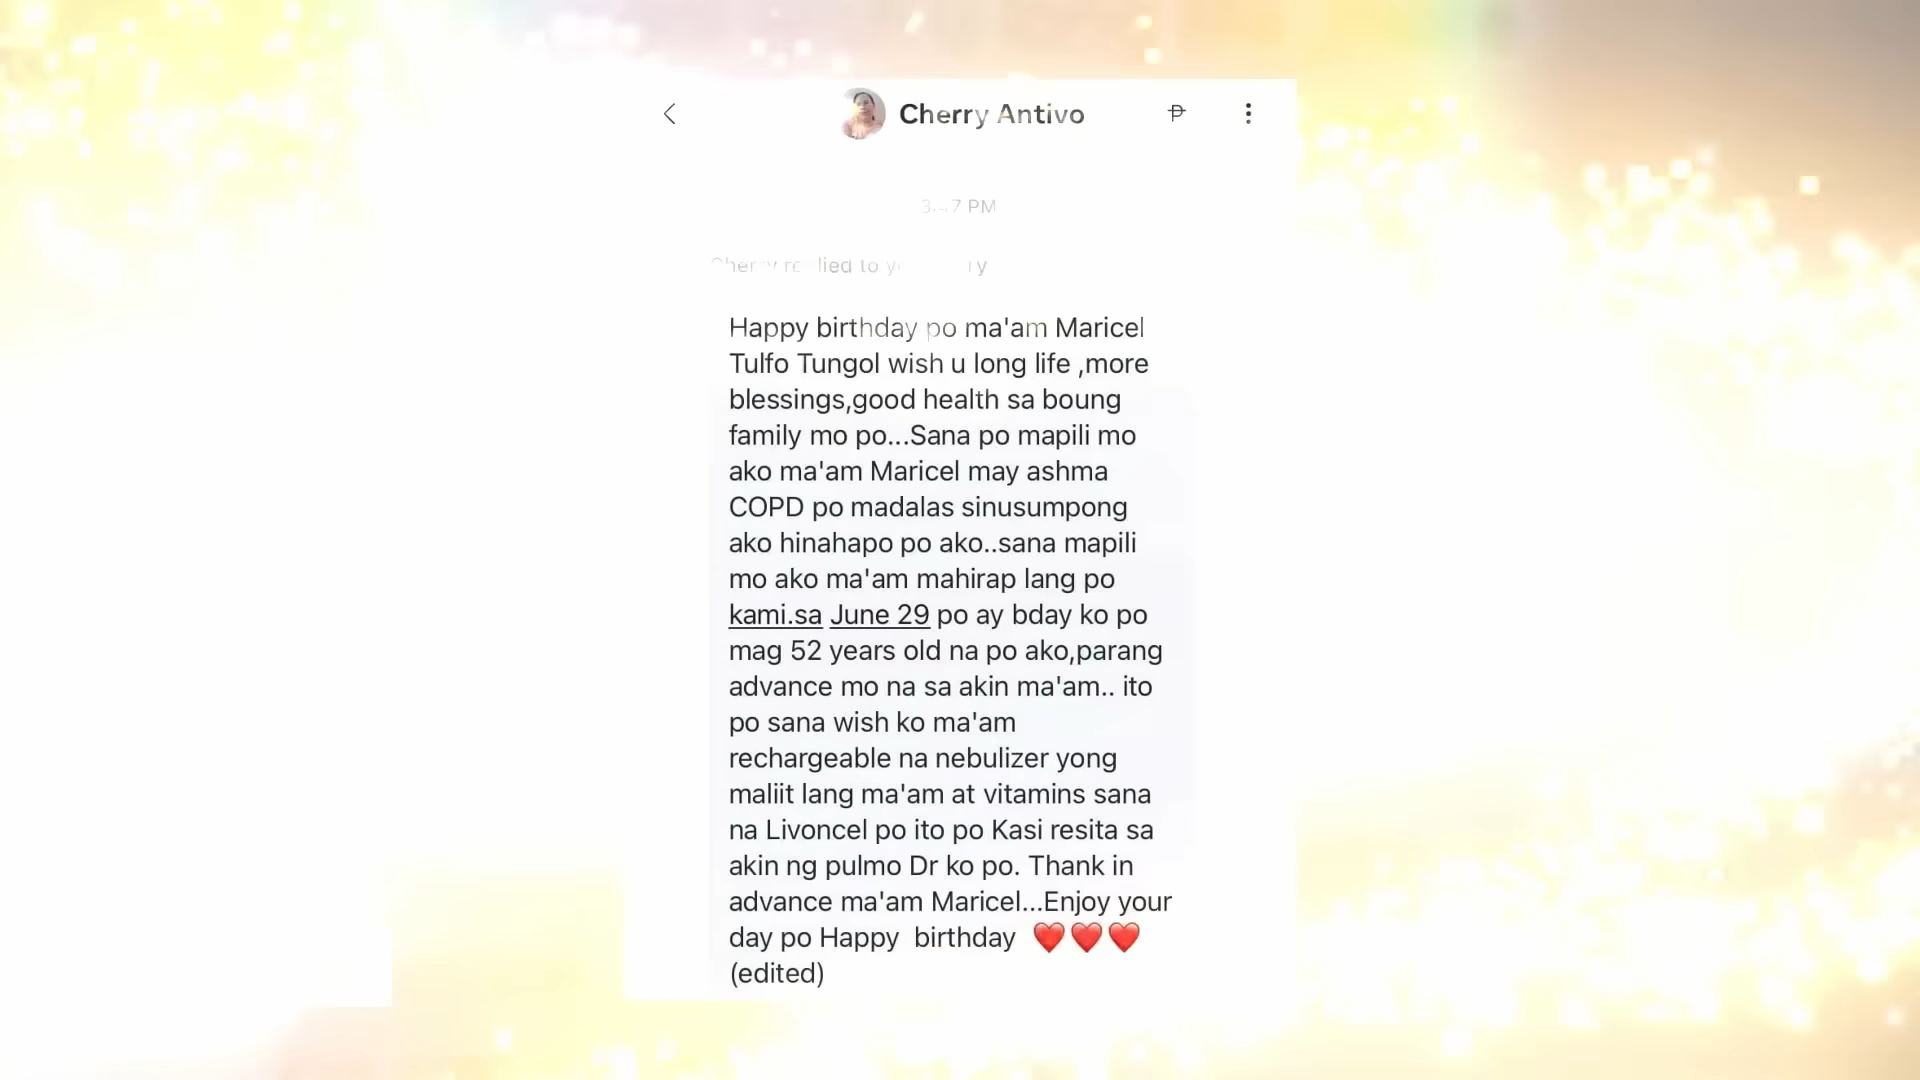 Cherry Antivo
PM
Happy birthday po ma'am Maricel
Tulfo Tungol wish u long life ,more
blessings,good health sa boung
family mo po...Sana po mapili mo
ako ma'am Maricel may ashma
COPD po madalas sinusumpong
ako hinahapo po ako..sana mapili
mo ako ma'am mahirap lang po
kami.sa June 29 po ay bday ko po
mag 52 years old na po ako,parang
advance mo na sa akin ma'am.. ito
po sana wish ko ma'am
rechargeable na nebulizer yong
maliit lang ma'am at vitamins sana
na Livoncel po ito po Kasi resita sa
akin ng pulmo Dr ko po. Thank in
advance ma'am Maricel...Enjoy your
day po Happy birthday ❤️❤️❤️
(edited)